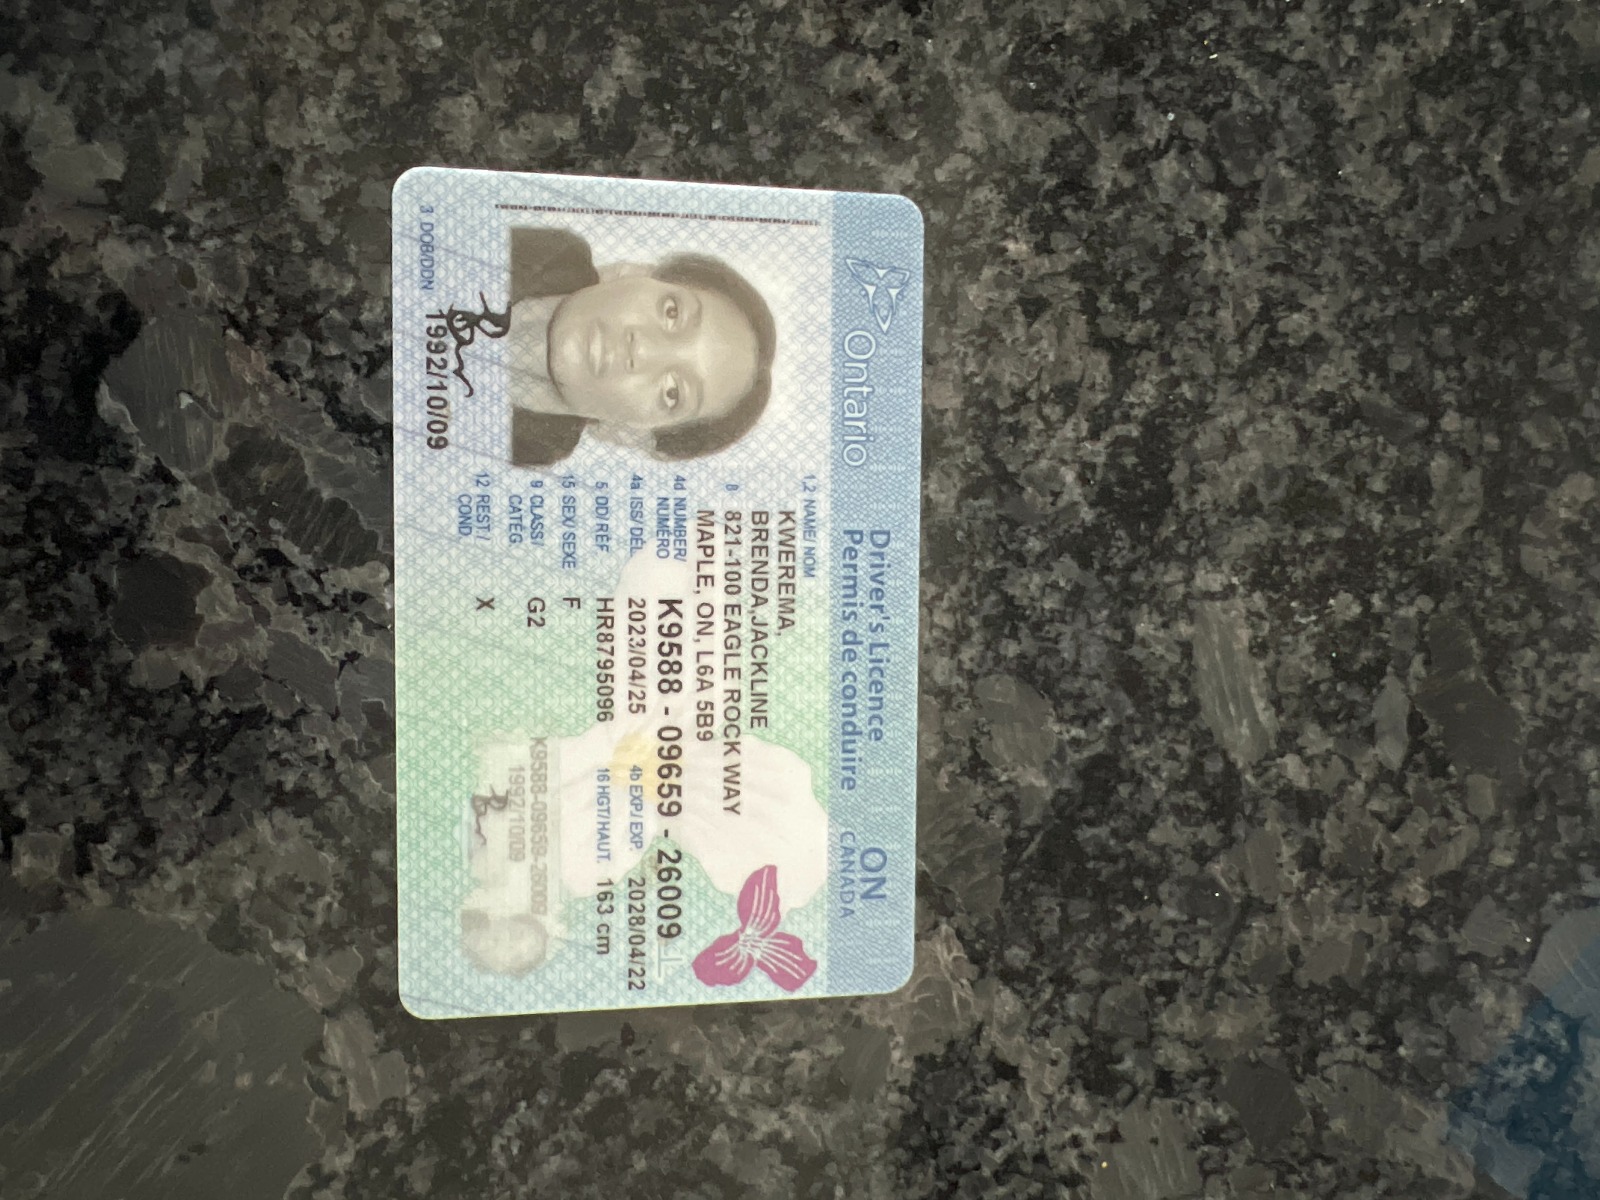 Ontario
Driver's Licence
Permis de conduire
ON
CANADA
1,2 NAME/ NOM
KWEREMA,
BRENDA,JACKLINE
8 821-100 EAGLE ROCK WAY
MAPLE, ON, L6A 5B9
4d NUMBER/ NUMÉRO K9588 - 09659 - 26009
4a ISS/ DÉL. 2023/04/25 4b EXP./ EXP. 2028/04/22
5 DD/ RÉF. HR8795096 16 HGT/ HAUT. 163 cm
15 SEX/ SEXE F
9 CLASS/ CATÉG. G2
12 REST./ COND. X
K9588-09659-26009
1992/10/09
3 DOB/DDN 1992/10/09